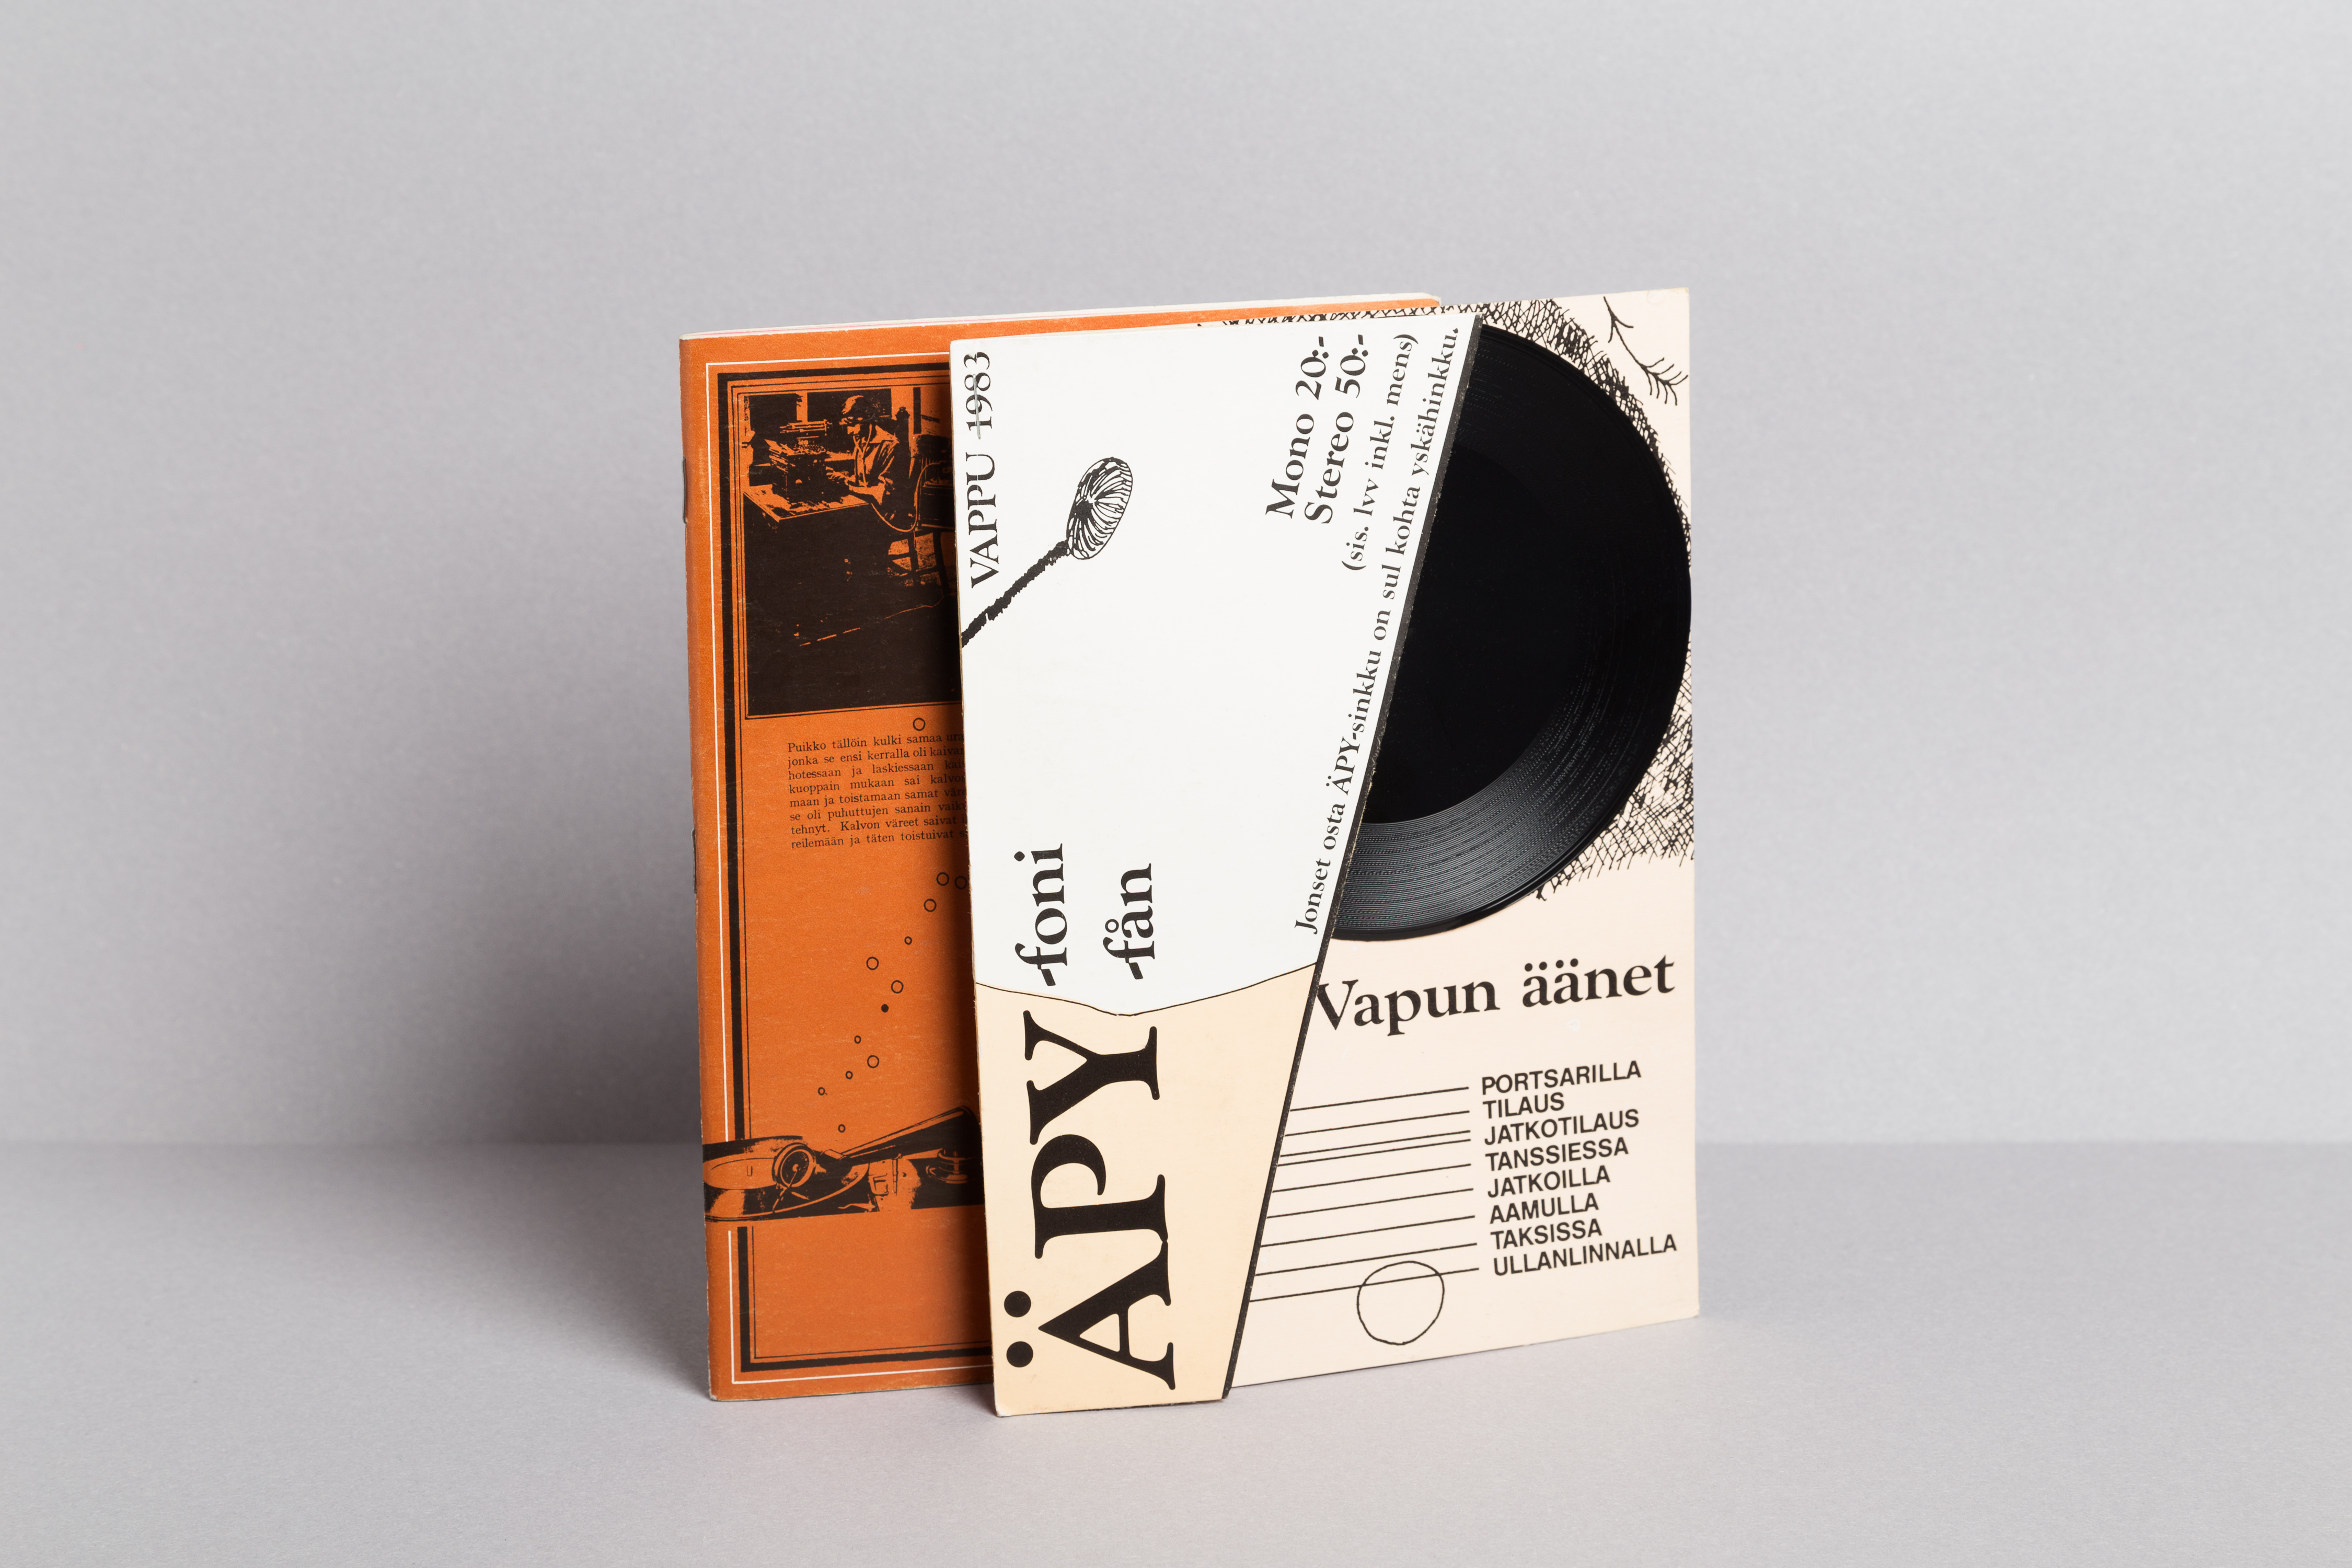 Puikko tällöin kulki samaa
jonka se ensi kerralla oli
hotessaan ja laskiessaan
kuoppain mukaan sai
maan ja toistamaan samat
se oli puhuttujen sanain
tehnyt. Kalvon väreet saivat
reilemään ja täten toistuivat
VAPPU 1983
ÄPY
-foni
-fån
Mono 20:-
Stereo 50:-
(sis. lvv inkl. mens)
Jonset osta ÄPY-sinkku on sul kohta yskähinkku.
Vapun äänet
PORTSARILLA
TILAUS
JATKOTILAUS
TANSSIESSA
JATKOILLA
AAMULLA
TAKSISSA
ULLANLINNALLA